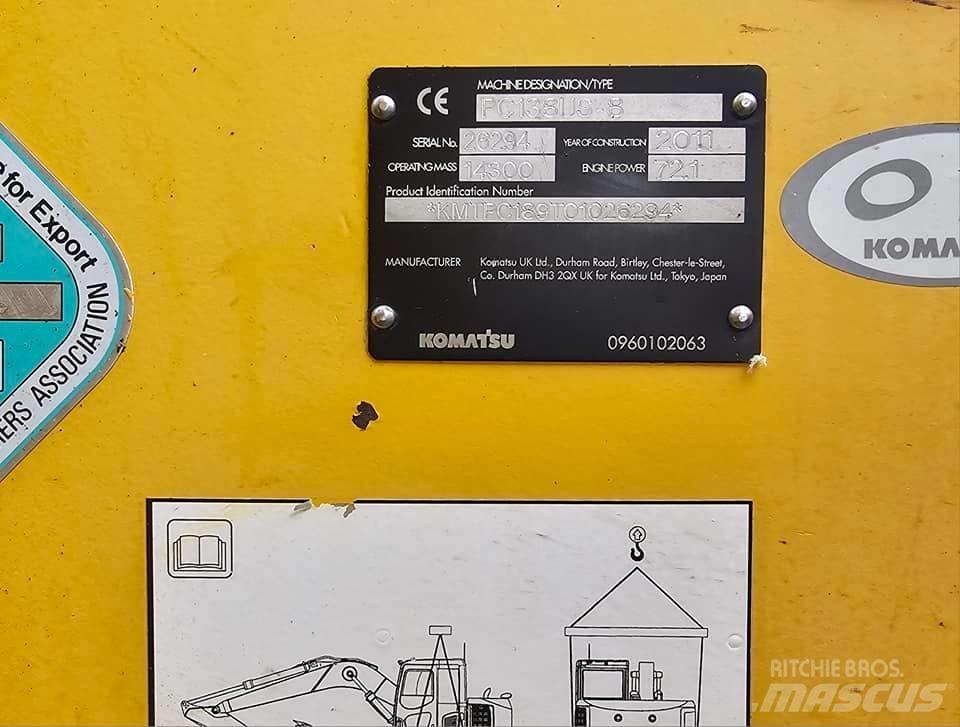 for Export
ERS ASSOCIATION
CE
MACHINE DESIGNATION/TYPE
PC138US-8
SERIAL No. 26294 YEAR OF CONSTRUCTION 2011
OPERATING MASS 14300 ENGINE POWER 72.1
Product Identification Number
*KMTPC189T01026294*
MANUFACTURER Komatsu UK Ltd., Durham Road, Birtley, Chester-le-Street,
Co. Durham DH3 2QX UK for Komatsu Ltd., Tokyo, Japan
KOMATSU 0960102063
KOMA
RITCHIE BROS.
MASCUS